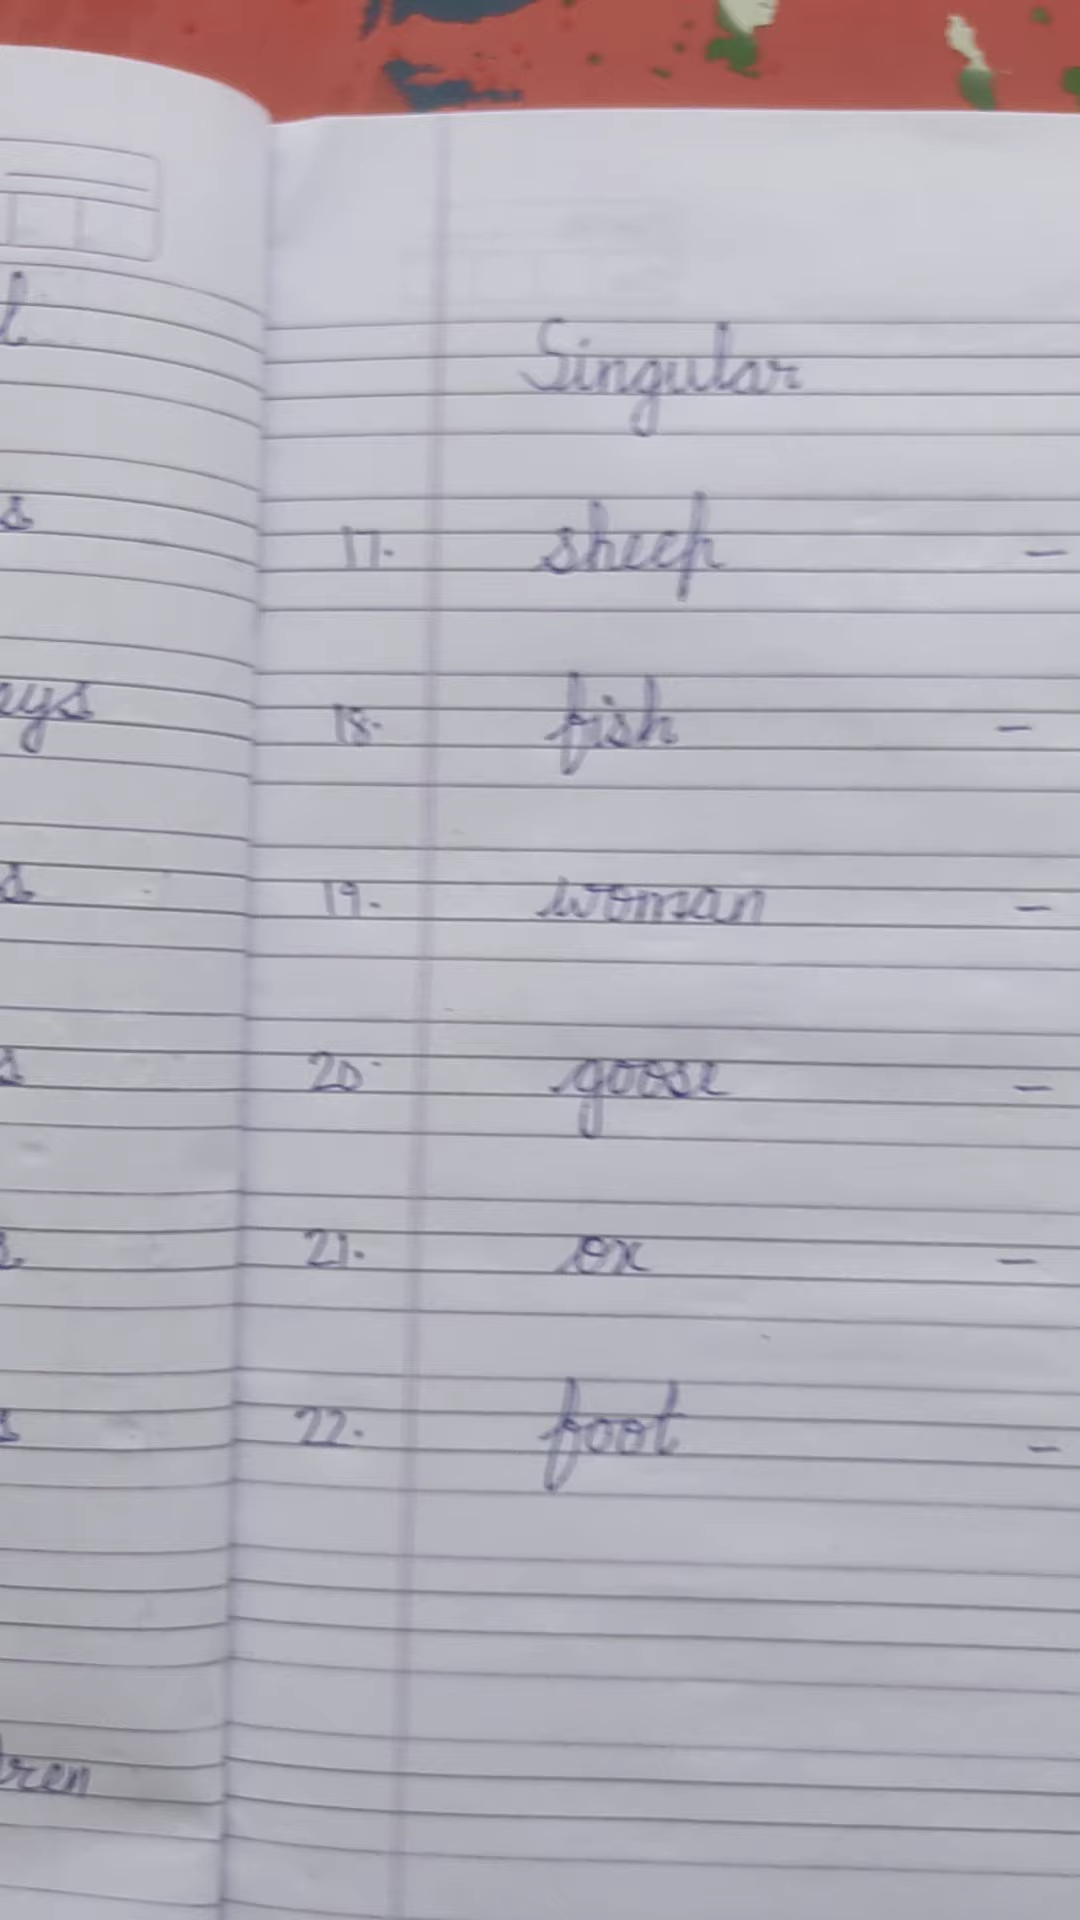 Singular
17. sheep -
18. fish -
19. woman -
20. goose -
21. ox -
22. foot -